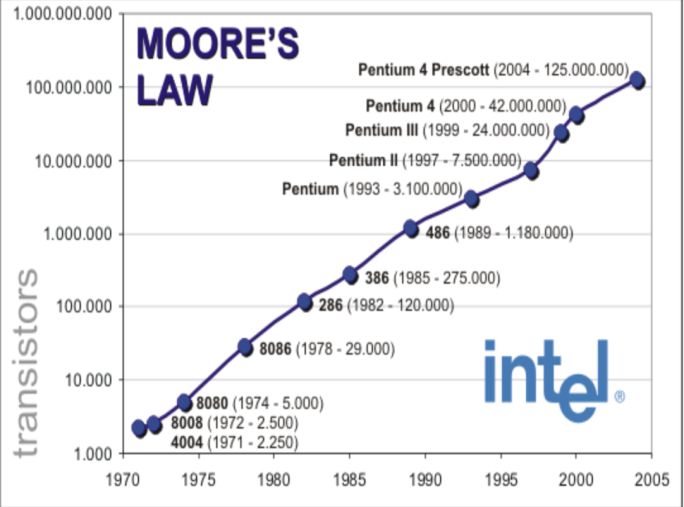 MOORE'S
LAW
1.000.000.000
100.000.000
10.000.000
1.000.000
100.000
10.000
1.000
transistors
Pentium 4 Prescott (2004 - 125.000.000)
Pentium 4 (2000 - 42.000.000)
Pentium III (1999 - 24.000.000)
Pentium II (1997 - 7.500.000)
Pentium (1993 - 3.100.000)
486 (1989 - 1.180.000)
386 (1985 - 275.000)
286 (1982 - 120.000)
8086 (1978 - 29.000)
8080 (1974 - 5.000)
8008 (1972 - 2.500)
4004 (1971 - 2.250)
intel®
1970 1975 1980 1985 1990 1995 2000 2005